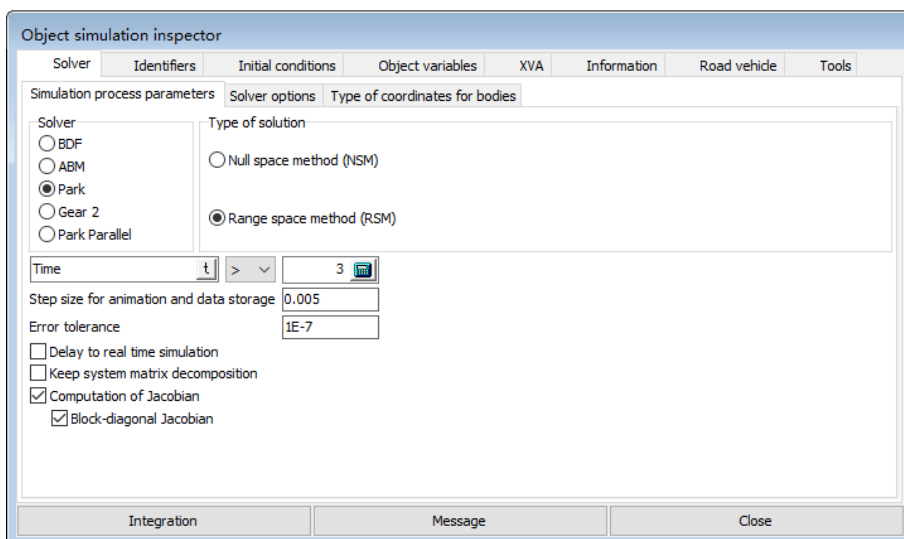 Object simulation inspector
Solver Identifiers Initial conditions Object variables XVA Information Road vehicle Tools
Simulation process parameters Solver options Type of coordinates for bodies
Solver Type of solution
BDF
Null space method (NSM)
ABM
Park
Gear 2
Range space method (RSM)
Park Parallel
Time t > 3
Step size for animation and data storage 0.005
Error tolerance 1E-7
Delay to real time simulation
Keep system matrix decomposition
Computation of Jacobian
Block-diagonal Jacobian
Integration Message Close